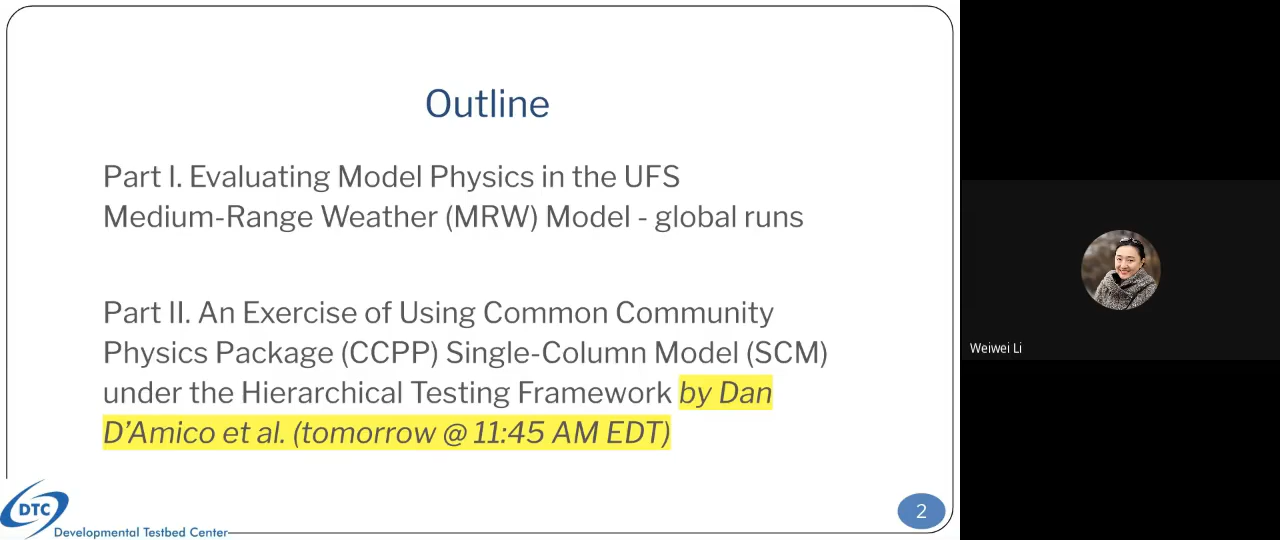 Outline
Part I. Evaluating Model Physics in the UFS
Medium-Range Weather (MRW) Model - global runs
Part II. An Exercise of Using Common Community
Physics Package (CCPP) Single-Column Model (SCM)
under the Hierarchical Testing Framework by Dan
D’Amico et al. (tomorrow @ 11:45 AM EDT)
Weiwei Li
DTC
Developmental Testbed Center
2